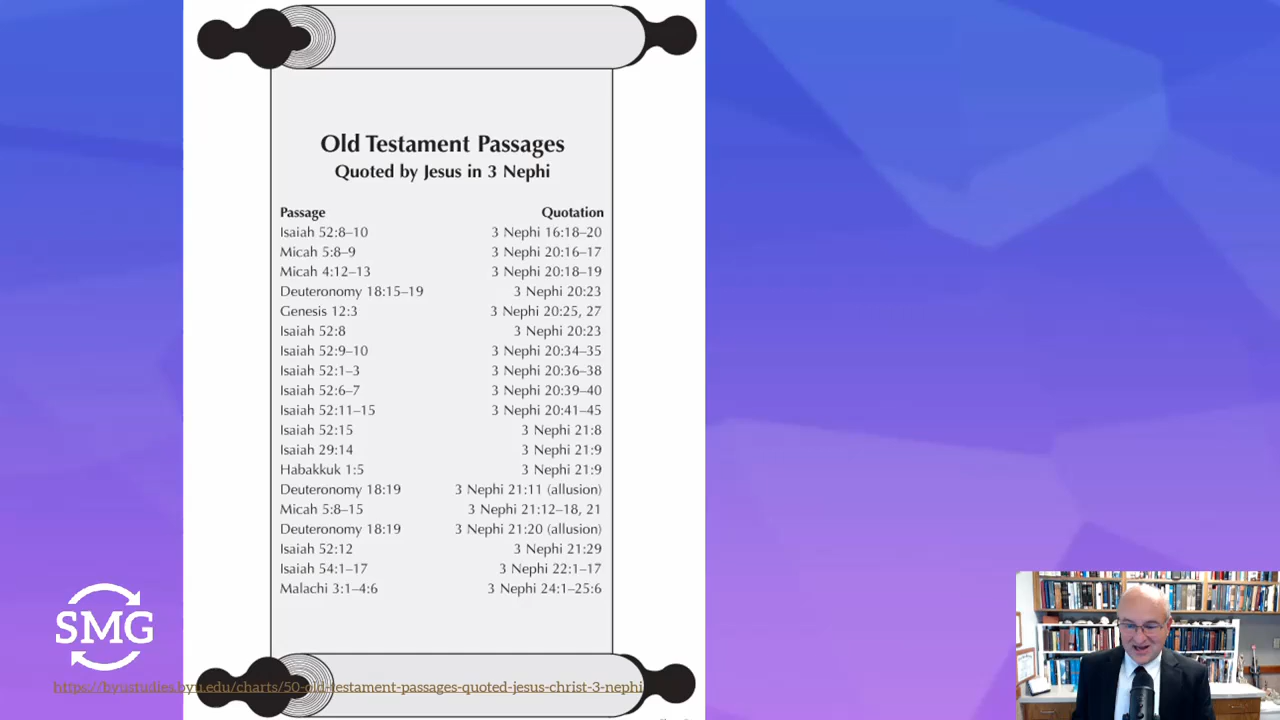 Old Testament Passages
Quoted by Jesus in 3 Nephi
Passage Quotation
Isaiah 52:8–10 3 Nephi 16:18–20
Micah 5:8–9 3 Nephi 20:16–17
Micah 4:12–13 3 Nephi 20:18–19
Deuteronomy 18:15–19 3 Nephi 20:23
Genesis 12:3 3 Nephi 20:25, 27
Isaiah 52:8 3 Nephi 20:23
Isaiah 52:9–10 3 Nephi 20:34–35
Isaiah 52:1–3 3 Nephi 20:36–38
Isaiah 52:6–7 3 Nephi 20:39–40
Isaiah 52:11–15 3 Nephi 20:41–45
Isaiah 52:15 3 Nephi 21:8
Isaiah 29:14 3 Nephi 21:9
Habakkuk 1:5 3 Nephi 21:9
Deuteronomy 18:19 3 Nephi 21:11 (allusion)
Micah 5:8–15 3 Nephi 21:12–18, 21
Deuteronomy 18:19 3 Nephi 21:20 (allusion)
Isaiah 52:12 3 Nephi 21:29
Isaiah 54:1–17 3 Nephi 22:1–17
Malachi 3:1–4:6 3 Nephi 24:1–25:6
SMG
https://byustudies.byu.edu/charts/50-old-testament-passages-quoted-jesus-christ-3-nephi